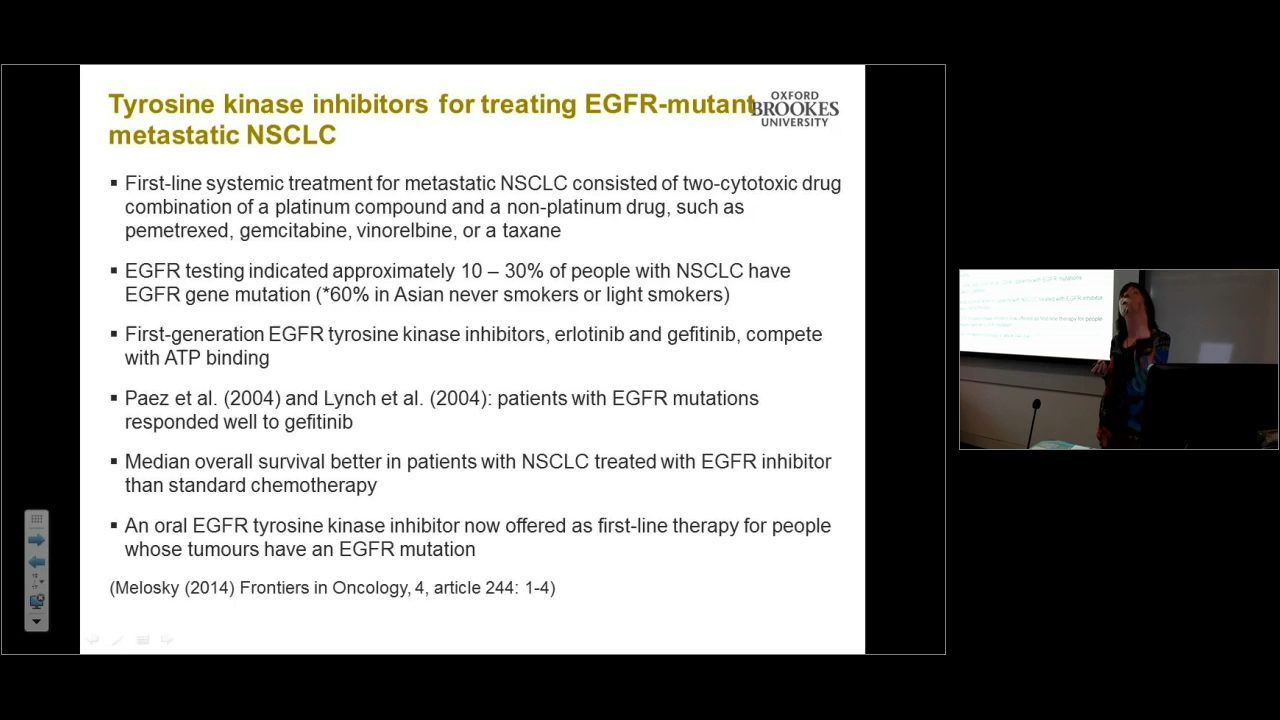 Tyrosine kinase inhibitors for treating EGFR-mutant
metastatic NSCLC
OXFORD
BROOKES
UNIVERSITY
▪ First-line systemic treatment for metastatic NSCLC consisted of two-cytotoxic drug
combination of a platinum compound and a non-platinum drug, such as
pemetrexed, gemcitabine, vinorelbine, or a taxane
▪ EGFR testing indicated approximately 10 – 30% of people with NSCLC have
EGFR gene mutation (*60% in Asian never smokers or light smokers)
▪ First-generation EGFR tyrosine kinase inhibitors, erlotinib and gefitinib, compete
with ATP binding
▪ Paez et al. (2004) and Lynch et al. (2004): patients with EGFR mutations
responded well to gefitinib
▪ Median overall survival better in patients with NSCLC treated with EGFR inhibitor
than standard chemotherapy
▪ An oral EGFR tyrosine kinase inhibitor now offered as first-line therapy for people
whose tumours have an EGFR mutation
(Melosky (2014) Frontiers in Oncology, 4, article 244: 1-4)